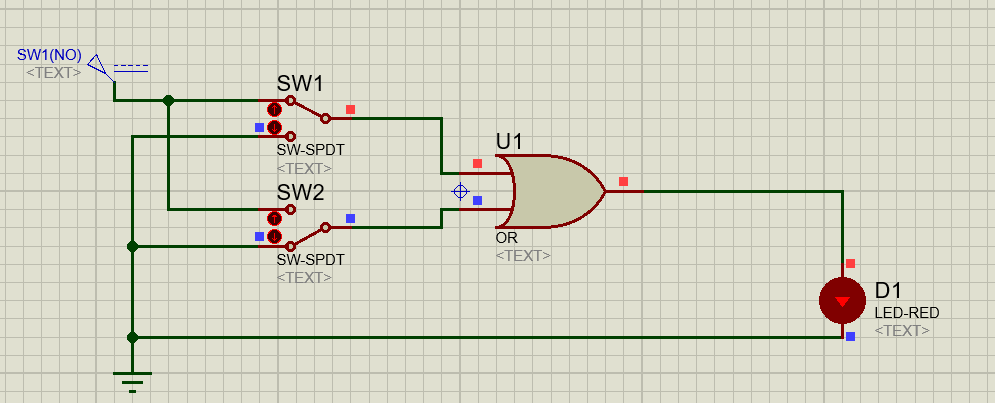 SW1(NO)
<TEXT>
SW1
SW-SPDT
<TEXT>
SW2
SW-SPDT
<TEXT>
U1
OR
<TEXT>
D1
LED-RED
<TEXT>